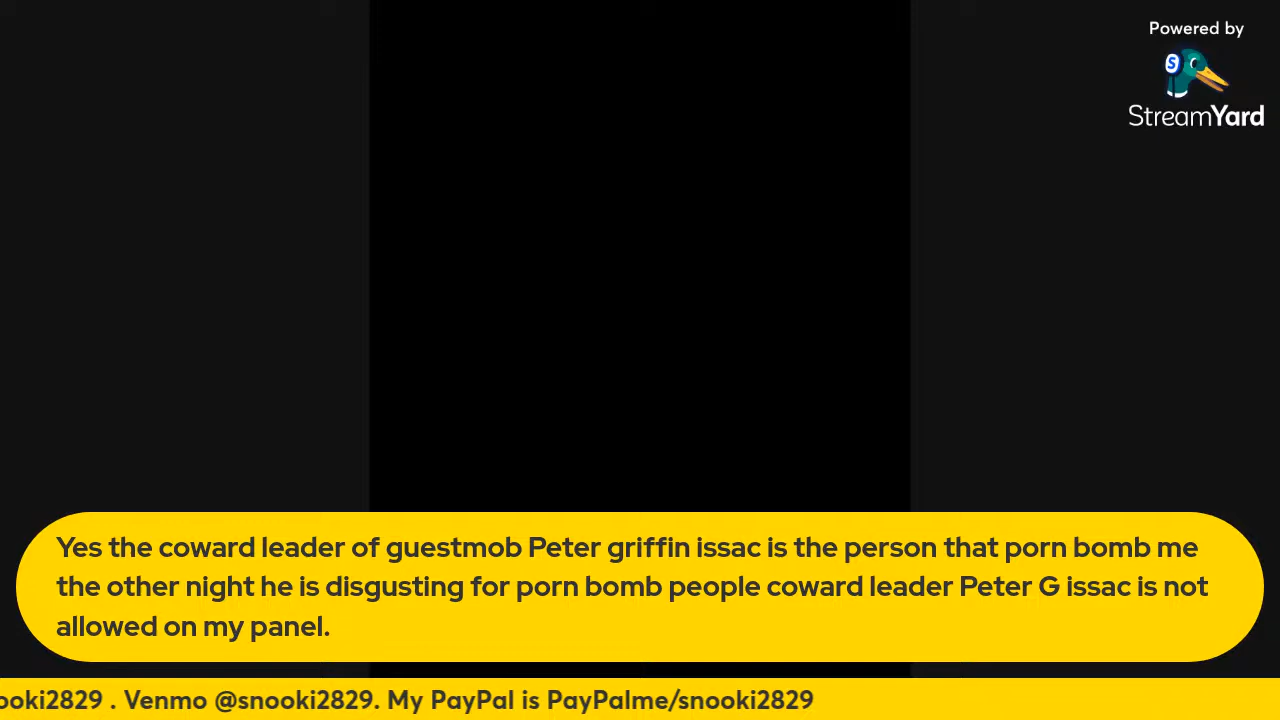 Powered by
S
StreamYard
Yes the coward leader of guestmob Peter griffin issac is the person that porn bomb me
the other night he is disgusting for porn bomb people coward leader Peter G issac is not
allowed on my panel.
ooki2829 . Venmo @snooki2829. My PayPal is PayPalme/snooki2829